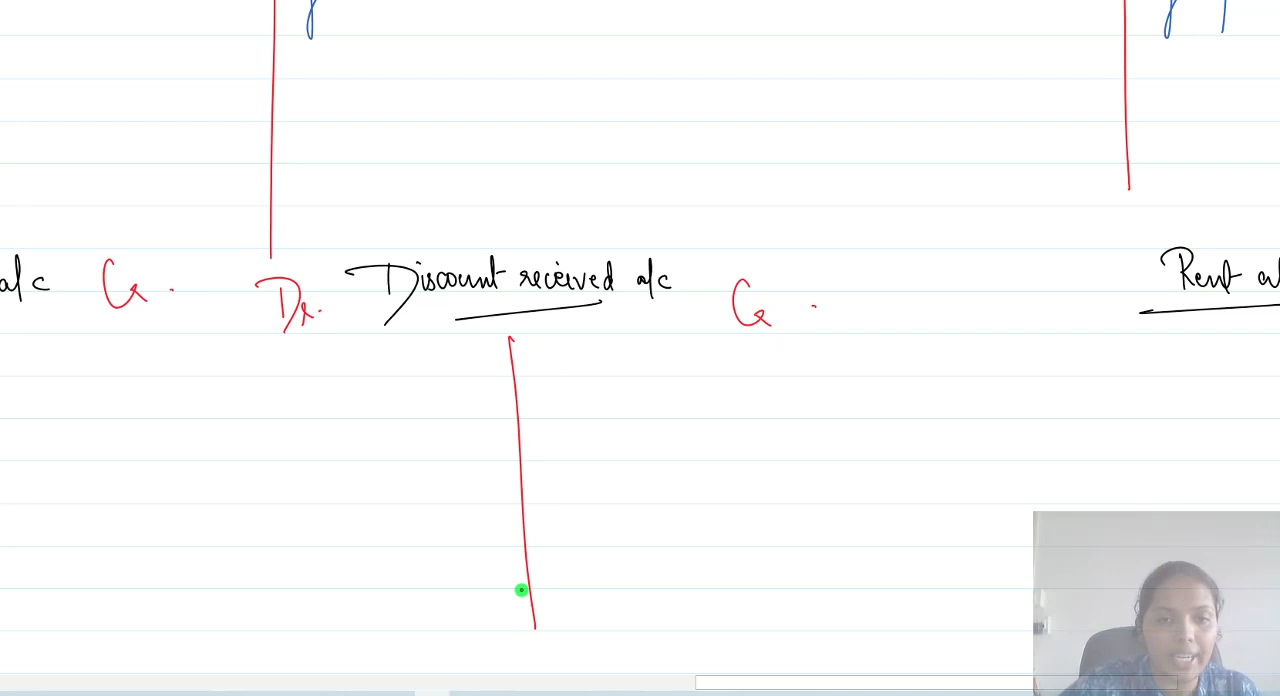 a/c Cr. Dr. Discount received a/c Cr.
Rent a/